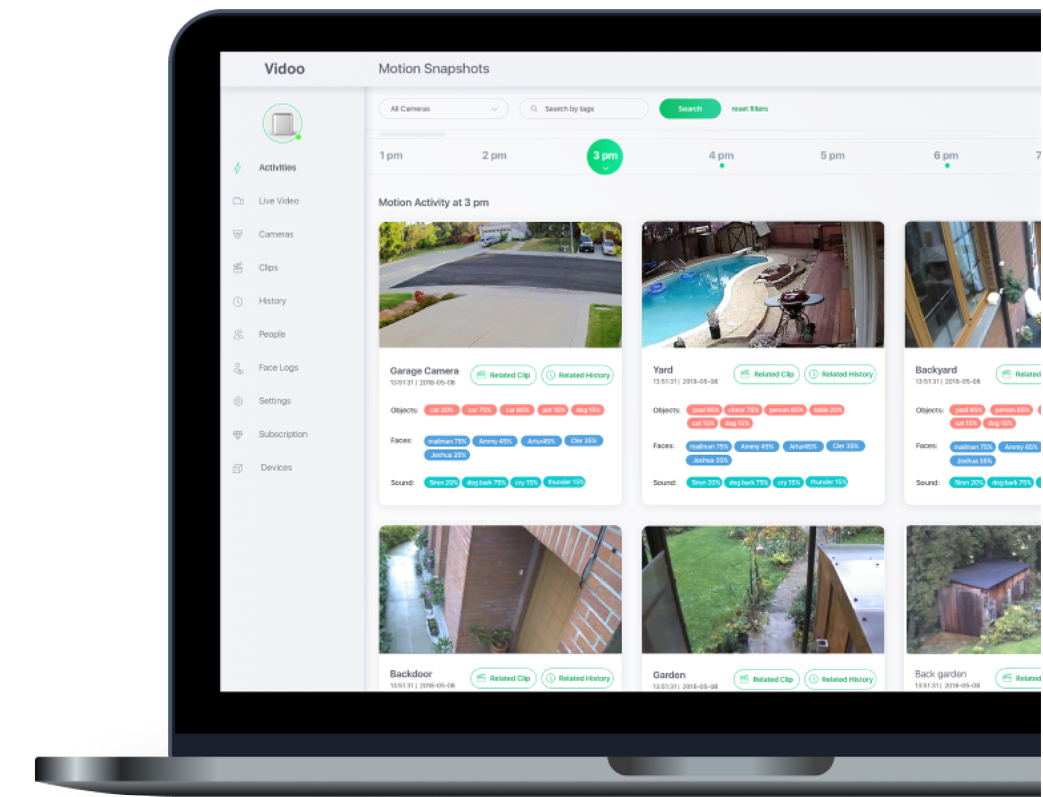 Vidoo
Motion Snapshots
All Cameras
Search by tags
Search
reset filters
1 pm
2 pm
3 pm
4 pm
5 pm
6 pm
7
Activities
Live Video
Cameras
Clips
History
People
Face Logs
Settings
Subscription
Devices
Motion Activity at 3 pm
Garage Camera
13:51:31 | 2018-05-08
Related Clip
Related History
Objects: car 20% car 75% car 65% pot 15% dog 15%
Faces: mailman 75% Ammy 45% Artur45% Cler 35%
Joshua 35%
Sound: Siren 20% dog bark 75% cry 15% thunder 15%
Yard
13:51:31 | 2018-05-08
Related Clip
Related History
Objects: pool 95% chear 75% person 65% table 20%
cat 15% dog 15%
Faces: mailman 75% Ammy 45% Artur45% Cler 35%
Joshua 35%
Sound: Siren 20% dog bark 75% cry 15% thunder 15%
Backyard
13:51:31 | 2018-05-08
Related
Objects: pool 95% person 65%
cat 15% dog 15%
Faces: mailman 75% Ammy 45%
Joshua 35%
Sound: Siren 20% dog bark 75%
Backdoor
13:51:31 | 2018-05-08
Related Clip
Related History
Garden
13:51:31 | 2018-05-08
Related Clip
Related History
Back garden
13:51:31 | 2018-05-08
Related